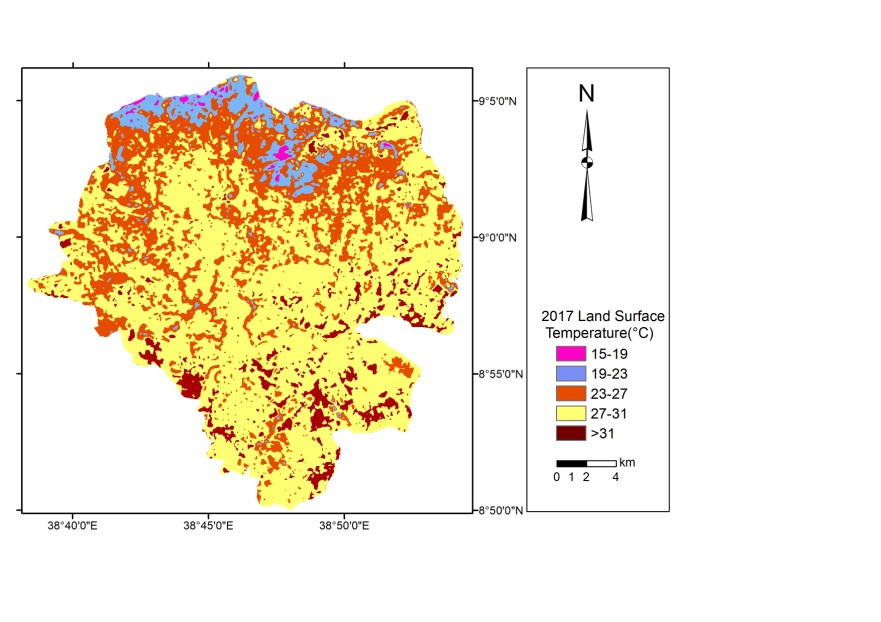 N
9°5'0"N
9°0'0"N
8°55'0"N
8°50'0"N
38°40'0"E
38°45'0"E
38°50'0"E
2017 Land Surface
Temperature(°C)
15-19
19-23
23-27
27-31
>31
km
0 1 2 4